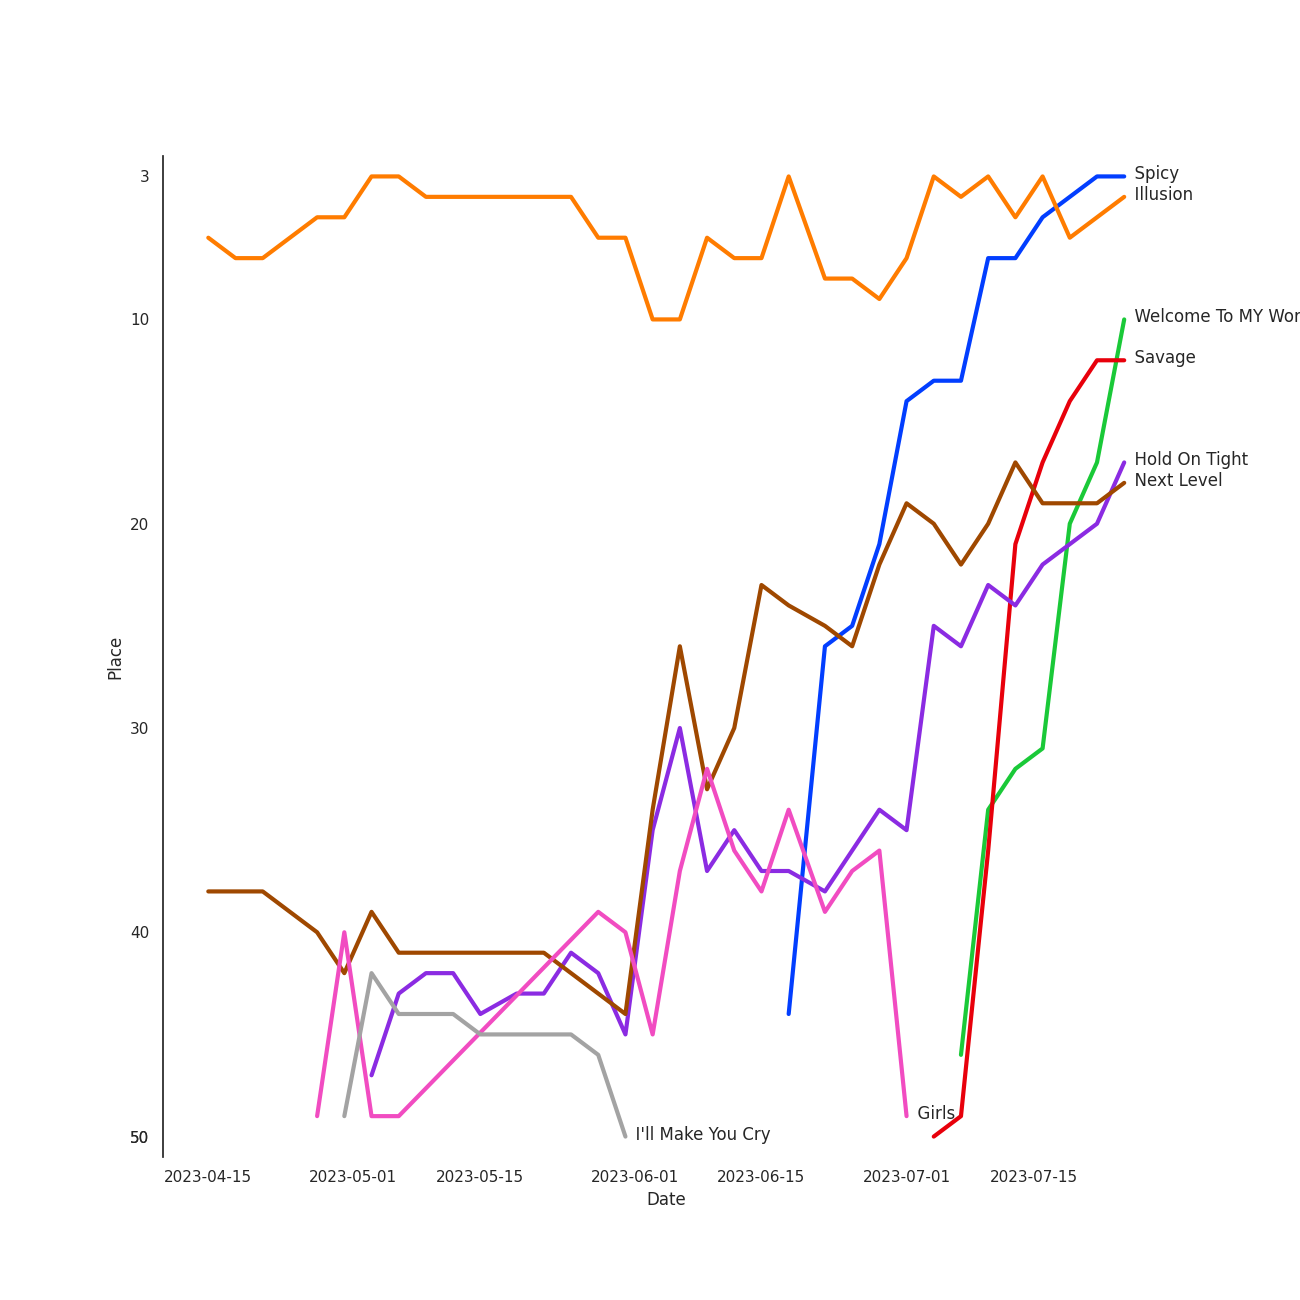 3
10
20
30
40
50
Place
Spicy
Illusion
Welcome To MY Wor
Savage
Hold On Tight
Next Level
Girls
I'll Make You Cry
2023-04-15
2023-05-01
2023-05-15
2023-06-01
2023-06-15
2023-07-01
2023-07-15
Date